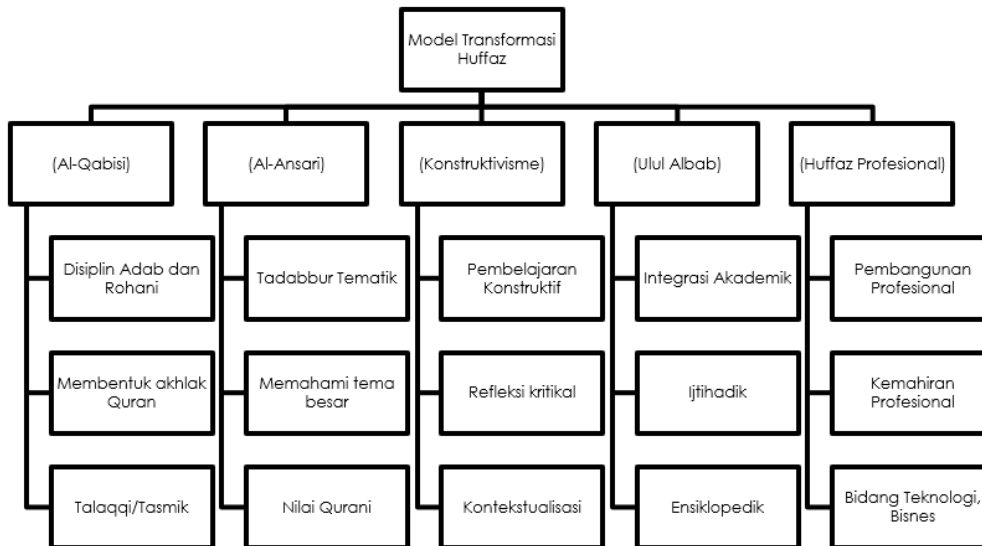 Model Transformasi
Huffaz
(Al-Qabisi)
(Al-Ansari)
(Konstruktivisme)
(Ulul Albab)
(Huffaz Profesional)
Disiplin Adab dan
Rohani
Tadabbur Tematik
Pembelajaran
Konstruktif
Integrasi Akademik
Pembangunan
Profesional
Membentuk akhlak
Quran
Memahami tema
besar
Refleksi kritikal
Ijtihadik
Kemahiran
Profesional
Talaqqi/Tasmik
Nilai Qurani
Kontekstualisasi
Ensiklopedik
Bidang Teknologi,
Bisnes